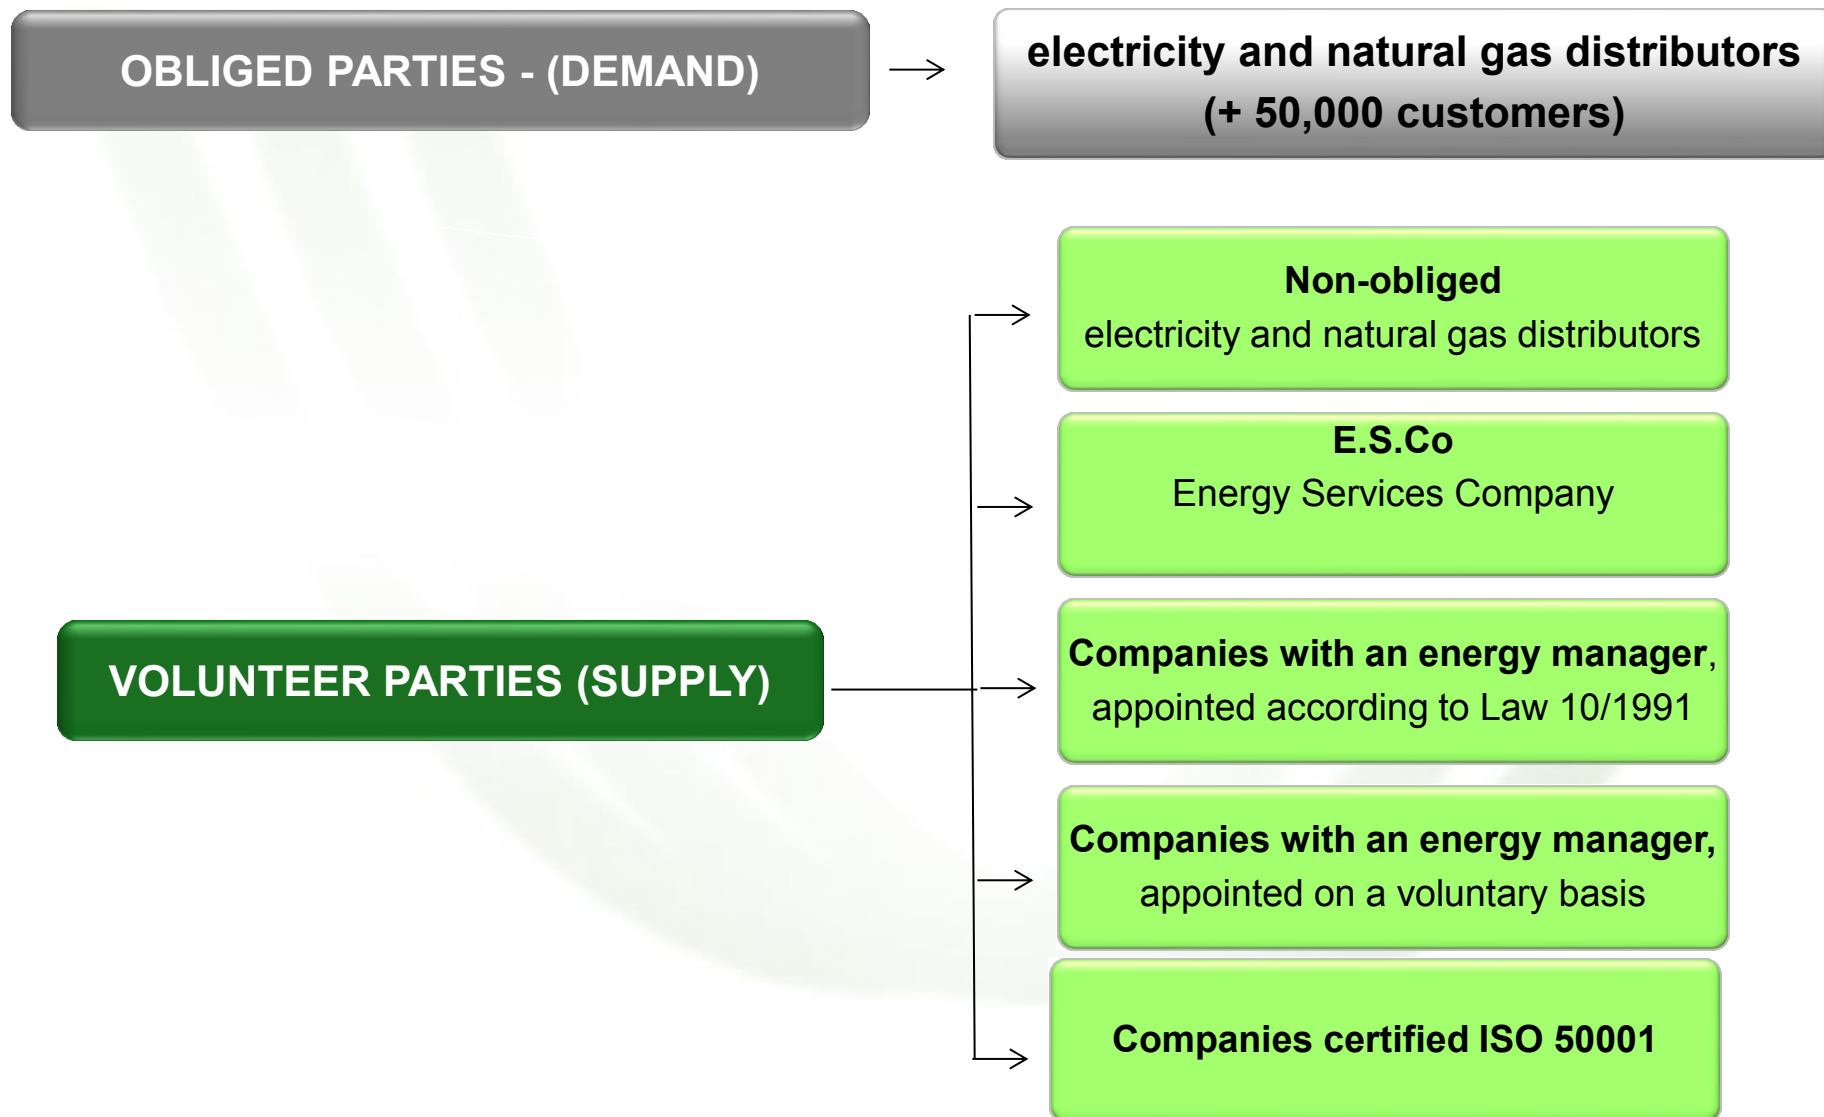 OBLIGED PARTIES - (DEMAND)
electricity and natural gas distributors
(+ 50,000 customers)
Non-obliged
electricity and natural gas distributors
E.S.Co
Energy Services Company
VOLUNTEER PARTIES (SUPPLY)
Companies with an energy manager,
appointed according to Law 10/1991
Companies with an energy manager,
appointed on a voluntary basis
Companies certified ISO 50001